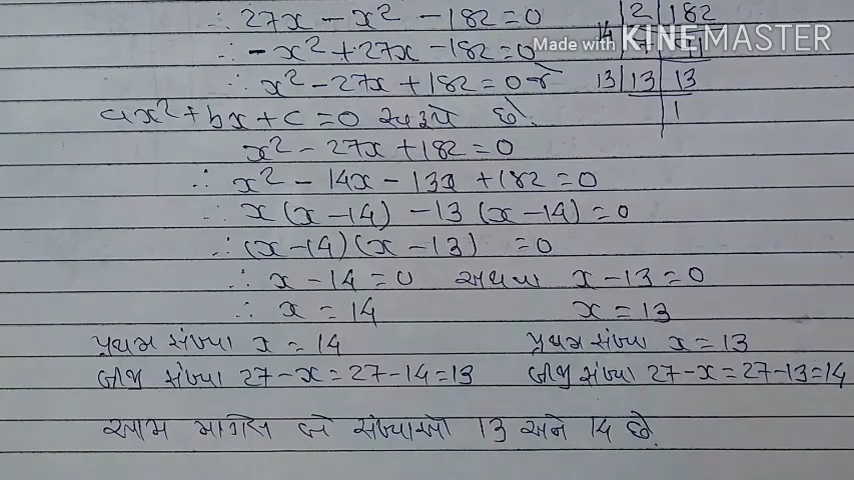 ∴ 27x - x² - 182 = 0
∴ -x² + 27x - 182 = 0
∴ x² - 27x + 182 = 0 એ
ax² + bx + c = 0 સ્વરૂપે છે.
x² - 27x + 182 = 0
∴ x² - 14x - 13x + 182 = 0
∴ x(x - 14) - 13(x - 14) = 0
∴ (x - 14)(x - 13) = 0
∴ x - 14 = 0 અથવા x - 13 = 0
∴ x = 14 x = 13
પ્રથમ સંખ્યા x = 14 પ્રથમ સંખ્યા x = 13
બીજી સંખ્યા 27 - x = 27 - 14 = 13 બીજી સંખ્યા 27 - x = 27 - 13 = 14
આમ માગેલ બે સંખ્યાઓ 13 અને 14 છે.
2 182
14 7
13 13 13
1
Made with KINEMASTER